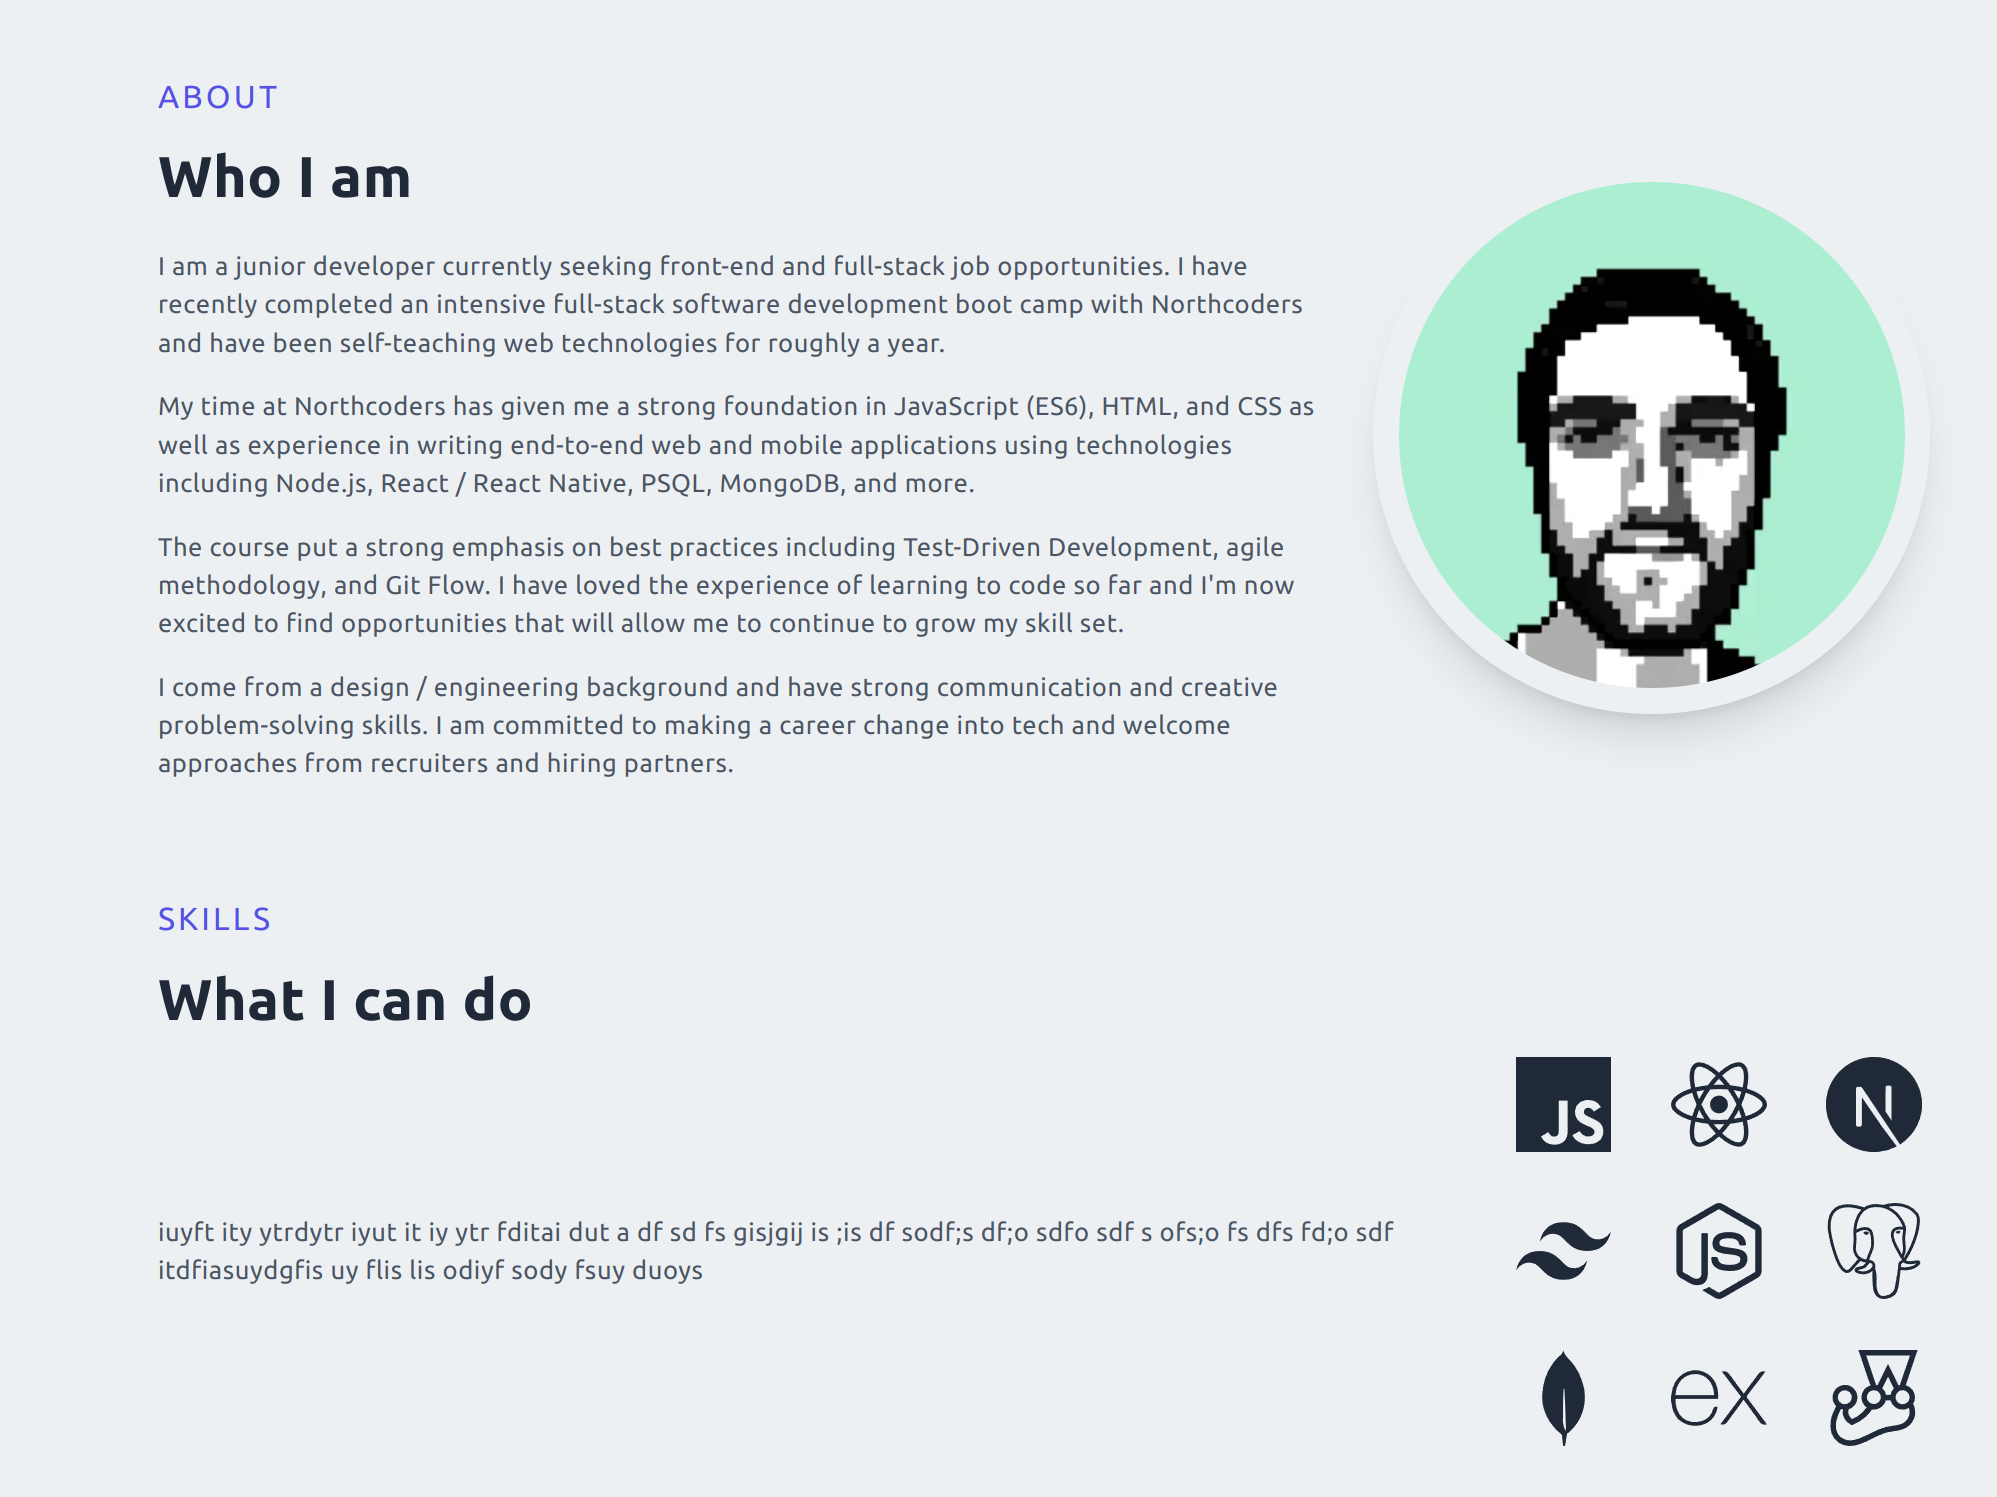 ABOUT
Who I am
I am a junior developer currently seeking front-end and full-stack job opportunities. I have
recently completed an intensive full-stack software development boot camp with Northcoders
and have been self-teaching web technologies for roughly a year.
My time at Northcoders has given me a strong foundation in JavaScript (ES6), HTML, and CSS as
well as experience in writing end-to-end web and mobile applications using technologies
including Node.js, React / React Native, PSQL, MongoDB, and more.
The course put a strong emphasis on best practices including Test-Driven Development, agile
methodology, and Git Flow. I have loved the experience of learning to code so far and I'm now
excited to find opportunities that will allow me to continue to grow my skill set.
I come from a design / engineering background and have strong communication and creative
problem-solving skills. I am committed to making a career change into tech and welcome
approaches from recruiters and hiring partners.
SKILLS
What I can do
JS
N
iuyft ity ytrdytr iyut it iy ytr fditai dut a df sd fs gisjgij is ;is df sodf;s df;o sdfo sdf s ofs;o fs dfs fd;o sdf
itdfiasuydgfis uy flis lis odiyf sody fsuy duoys
JS
ex